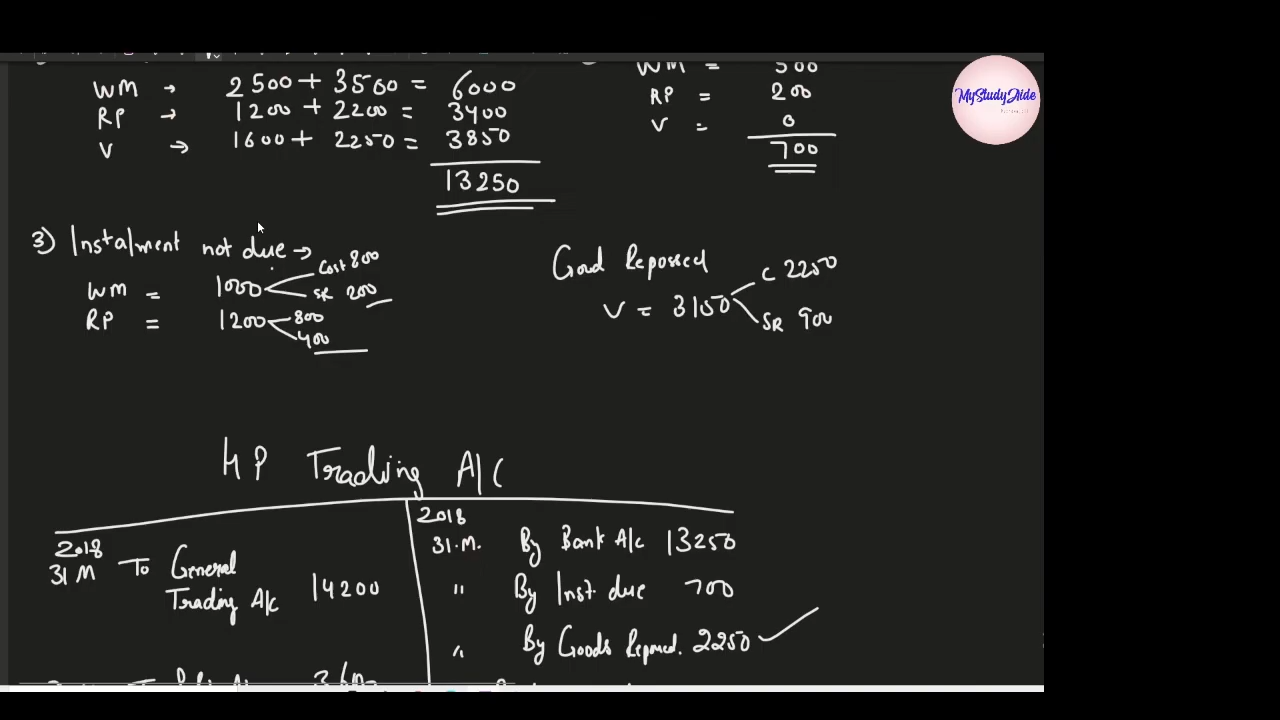 WM → 2500 + 3500 = 6000
RP → 1200 + 2200 = 3400
V → 1600 + 2250 = 3850
13250
WM = 500
RP = 200
V = 0
700
MyStudyJide
3) Instalment not due →
WM = 1000 Cost 800
SR 200
RP = 1200 800
400
Good Repossed
V = 3150 C 2250
SR 900
HP Trading A/C
2018
31 M To General
Trading A/c 14200
2018
31.M. By Bank A/c 13250
" By Inst. due 700
" By Goods Reposed. 2250